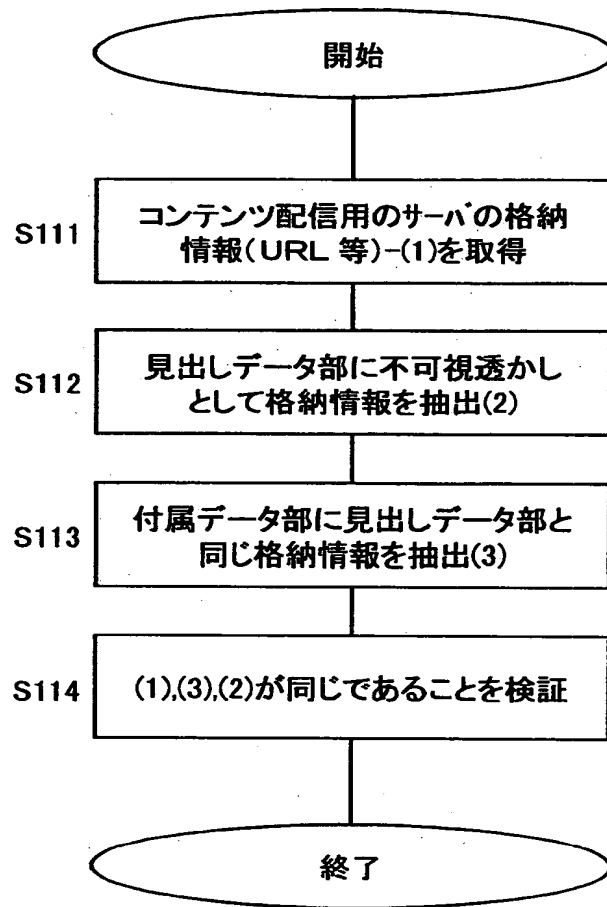 開始
S111
コンテンツ配信用のサーバの格納
情報(URL 等)-(1)を取得
S112
見出しデータ部に不可視透かし
として格納情報を抽出(2)
S113
付属データ部に見出しデータ部と
同じ格納情報を抽出(3)
S114
(1),(3),(2)が同じであることを検証
終了